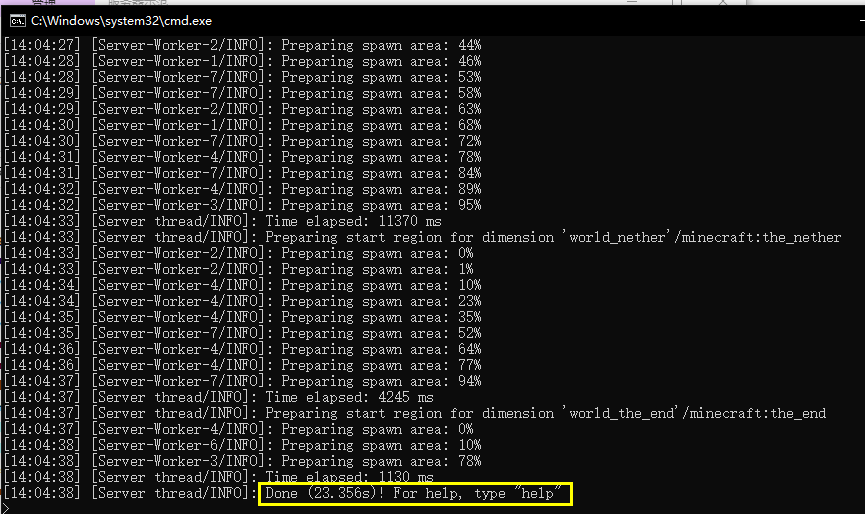 C:\Windows\system32\cmd.exe
[14:04:27] [Server-Worker-2/INFO]: Preparing spawn area: 44%
[14:04:28] [Server-Worker-1/INFO]: Preparing spawn area: 46%
[14:04:28] [Server-Worker-7/INFO]: Preparing spawn area: 53%
[14:04:29] [Server-Worker-7/INFO]: Preparing spawn area: 58%
[14:04:29] [Server-Worker-2/INFO]: Preparing spawn area: 63%
[14:04:30] [Server-Worker-1/INFO]: Preparing spawn area: 68%
[14:04:30] [Server-Worker-7/INFO]: Preparing spawn area: 72%
[14:04:31] [Server-Worker-4/INFO]: Preparing spawn area: 78%
[14:04:31] [Server-Worker-7/INFO]: Preparing spawn area: 84%
[14:04:32] [Server-Worker-4/INFO]: Preparing spawn area: 89%
[14:04:32] [Server-Worker-3/INFO]: Preparing spawn area: 95%
[14:04:33] [Server thread/INFO]: Time elapsed: 11370 ms
[14:04:33] [Server thread/INFO]: Preparing start region for dimension 'world_nether'/minecraft:the_nether
[14:04:33] [Server-Worker-2/INFO]: Preparing spawn area: 0%
[14:04:33] [Server-Worker-2/INFO]: Preparing spawn area: 1%
[14:04:34] [Server-Worker-4/INFO]: Preparing spawn area: 10%
[14:04:34] [Server-Worker-4/INFO]: Preparing spawn area: 23%
[14:04:35] [Server-Worker-4/INFO]: Preparing spawn area: 35%
[14:04:35] [Server-Worker-7/INFO]: Preparing spawn area: 52%
[14:04:36] [Server-Worker-4/INFO]: Preparing spawn area: 64%
[14:04:36] [Server-Worker-4/INFO]: Preparing spawn area: 77%
[14:04:37] [Server-Worker-7/INFO]: Preparing spawn area: 94%
[14:04:37] [Server thread/INFO]: Time elapsed: 4245 ms
[14:04:37] [Server thread/INFO]: Preparing start region for dimension 'world_the_end'/minecraft:the_end
[14:04:37] [Server-Worker-4/INFO]: Preparing spawn area: 0%
[14:04:38] [Server-Worker-6/INFO]: Preparing spawn area: 10%
[14:04:38] [Server-Worker-3/INFO]: Preparing spawn area: 78%
[14:04:38] [Server thread/INFO]: Time elapsed: 1130 ms
[14:04:38] [Server thread/INFO]: Done (23.356s)! For help, type "help"
>